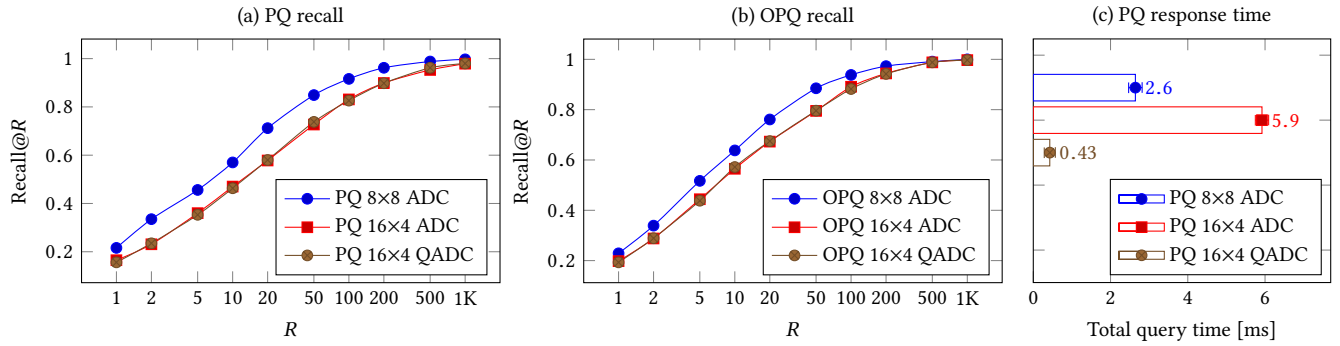 (a) PQ recall
1
0.8
0.6
0.4
0.2
Recall@R
1 2 5 10 20 50 100 200 500 1K
R
PQ 8×8 ADC
PQ 16×4 ADC
PQ 16×4 QADC
(b) OPQ recall
1
0.8
0.6
0.4
0.2
Recall@R
1 2 5 10 20 50 100 200 500 1K
R
OPQ 8×8 ADC
OPQ 16×4 ADC
OPQ 16×4 QADC
(c) PQ response time
2.6
5.9
0.43
PQ 8×8 ADC
PQ 16×4 ADC
PQ 16×4 QADC
0 2 4 6
Total query time [ms]